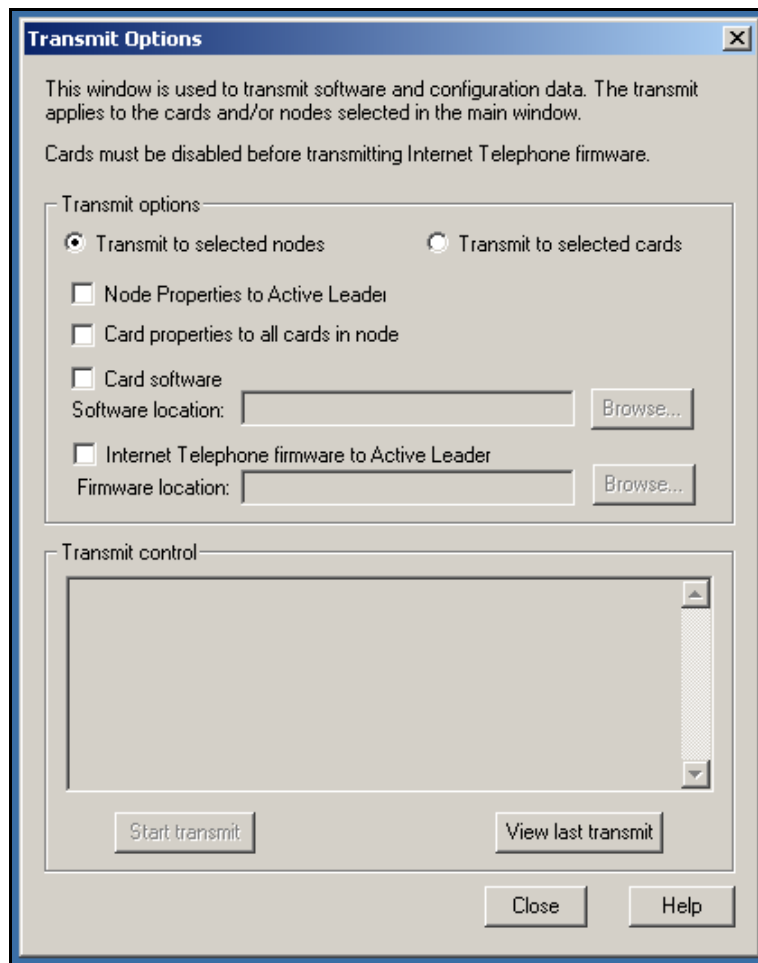 Transmit Options
This window is used to transmit software and configuration data. The transmit
applies to the cards and/or nodes selected in the main window.
Cards must be disabled before transmitting Internet Telephone firmware.
Transmit options
Transmit to selected nodes
Transmit to selected cards
Node Properties to Active Leader
Card properties to all cards in node
Card software
Software location:
Browse...
Internet Telephone firmware to Active Leader
Firmware location:
Browse...
Transmit control
Start transmit
View last transmit
Close
Help